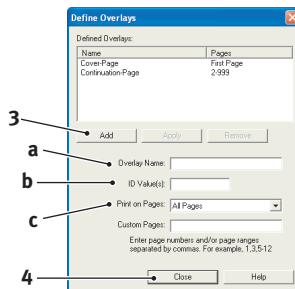 Define Overlays
Defined Overlays:
Name Pages
Cover-Page First Page
Continuation-Page 2-999
3
Add Apply Remove
a
Overlay Name:
b
ID Value(s):
c
Print on Pages: All Pages
Custom Pages:
Enter page numbers and/or page ranges
separated by commas. For example, 1,3,5-12
4
Close Help